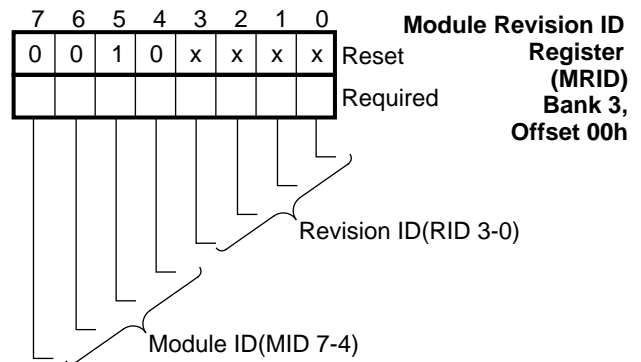 7 6 5 4 3 2 1 0
Module Revision ID
Register
(MRID)
Bank 3,
Offset 00h
0 0 1 0 x x x x Reset
Required
Revision ID(RID 3-0)
Module ID(MID 7-4)